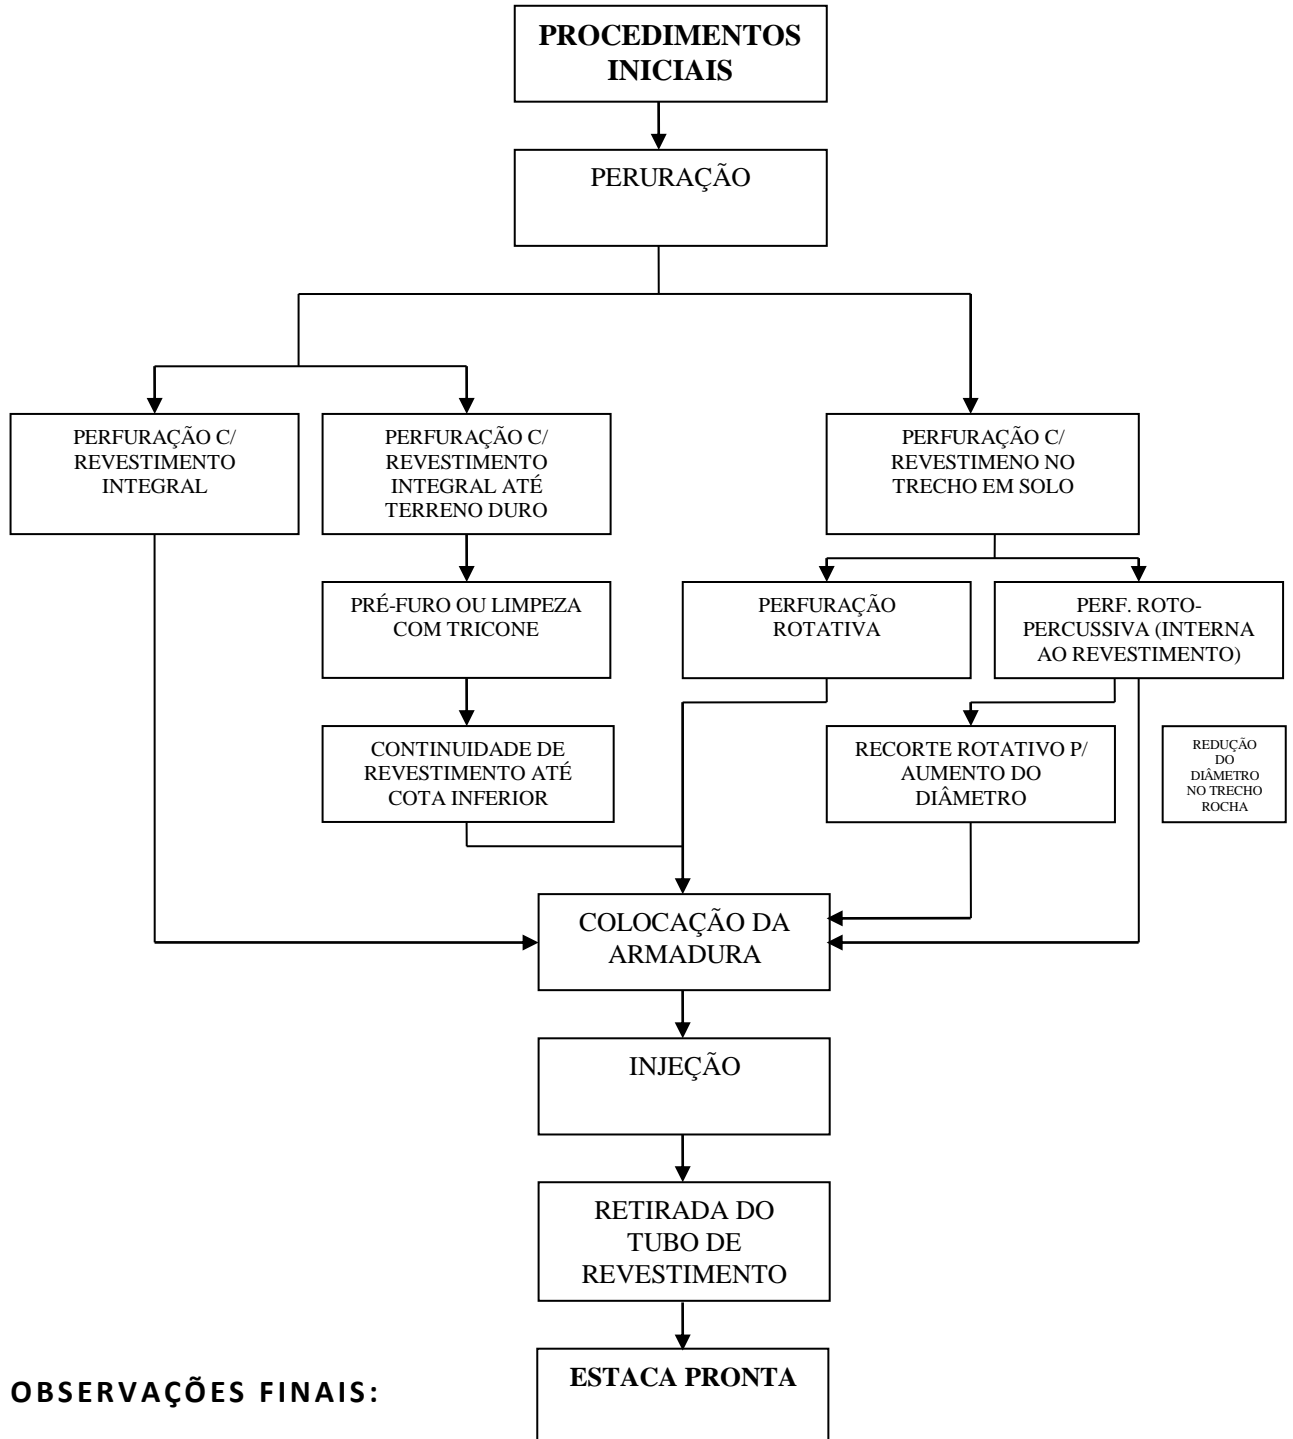 PROCEDIMENTOS
INICIAIS
PERURAÇÃO
PERFURAÇÃO C/
REVESTIMENTO
INTEGRAL
PERFURAÇÃO C/
REVESTIMENTO
INTEGRAL ATÉ
TERRENO DURO
PERFURAÇÃO C/
REVESTIMENO NO
TRECHO EM SOLO
PRÉ-FURO OU LIMPEZA
COM TRICONE
PERFURAÇÃO
ROTATIVA
PERF. ROTO-
PERCUSSIVA (INTERNA
AO REVESTIMENTO)
CONTINUIDADE DE
REVESTIMENTO ATÉ
COTA INFERIOR
RECORTE ROTATIVO P/
AUMENTO DO
DIÂMETRO
REDUÇÃO
DO
DIÂMETRO
NO TRECHO
ROCHA
COLOCAÇÃO DA
ARMADURA
INJEÇÃO
RETIRADA DO
TUBO DE
REVESTIMENTO
ESTACA PRONTA
OBSERVAÇÕES FINAIS: